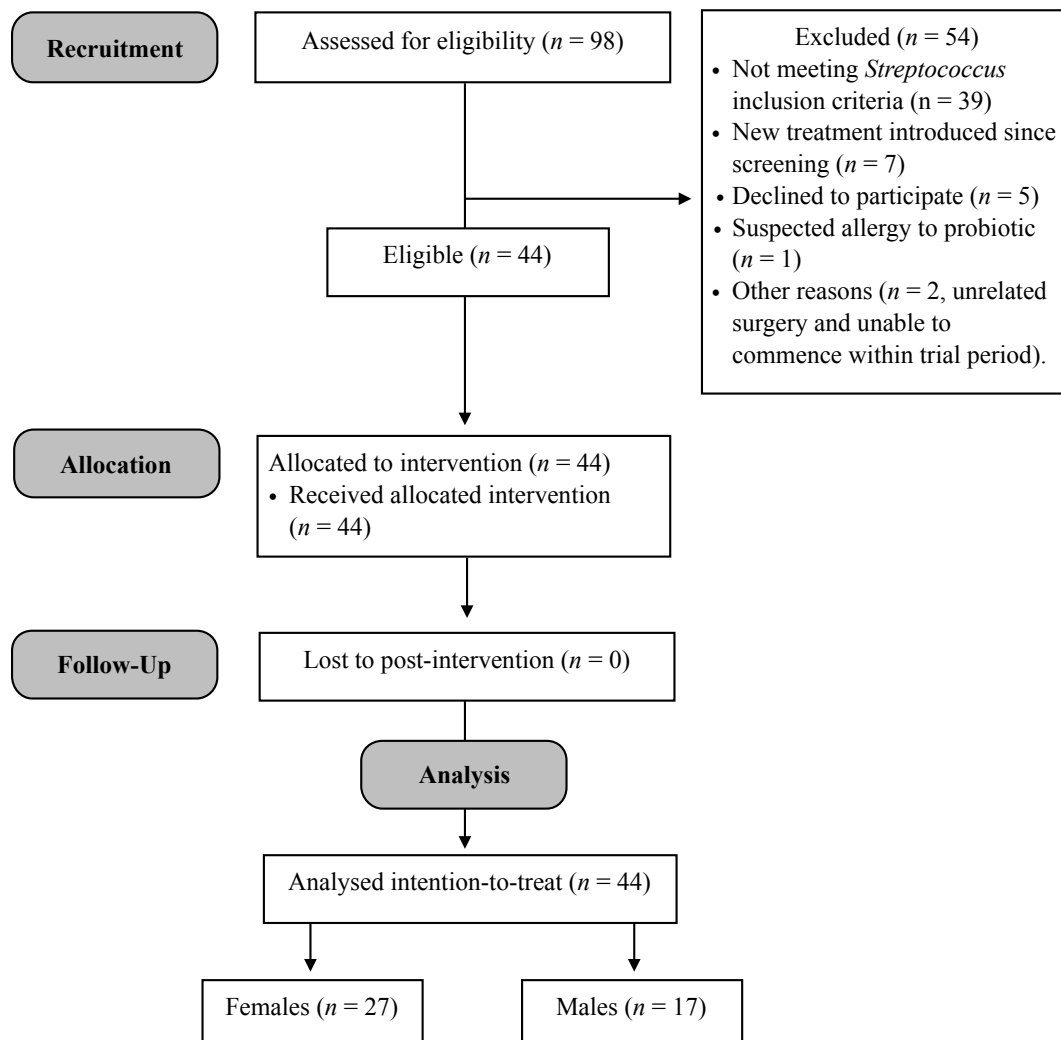 Recruitment
Assessed for eligibility (n = 98)
Excluded (n = 54)
• Not meeting Streptococcus
inclusion criteria (n = 39)
• New treatment introduced since
screening (n = 7)
• Declined to participate (n = 5)
• Suspected allergy to probiotic
(n = 1)
• Other reasons (n = 2, unrelated
surgery and unable to
commence within trial period).
Eligible (n = 44)
Allocation
Allocated to intervention (n = 44)
• Received allocated intervention
(n = 44)
Follow-Up
Lost to post-intervention (n = 0)
Analysis
Analysed intention-to-treat (n = 44)
Females (n = 27)
Males (n = 17)